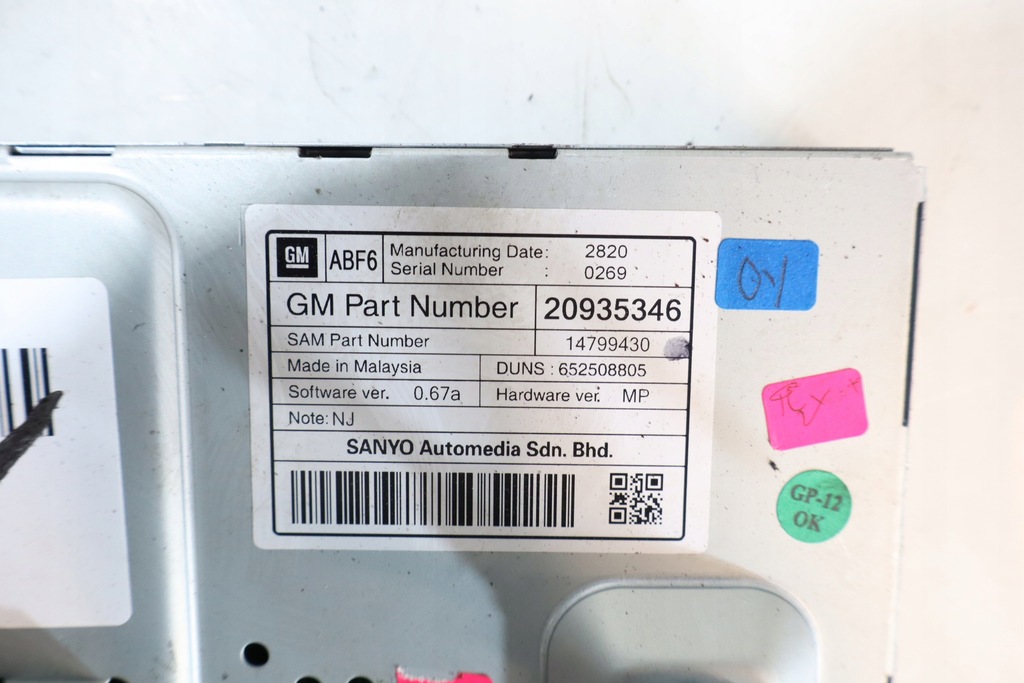 GM ABF6 Manufacturing Date: 2820
Serial Number : 0269
GM Part Number 20935346
SAM Part Number 14799430
Made in Malaysia DUNS : 652508805
Software ver. 0.67a Hardware ver. MP
Note: NJ
SANYO Automedia Sdn. Bhd.
GP-12
OK